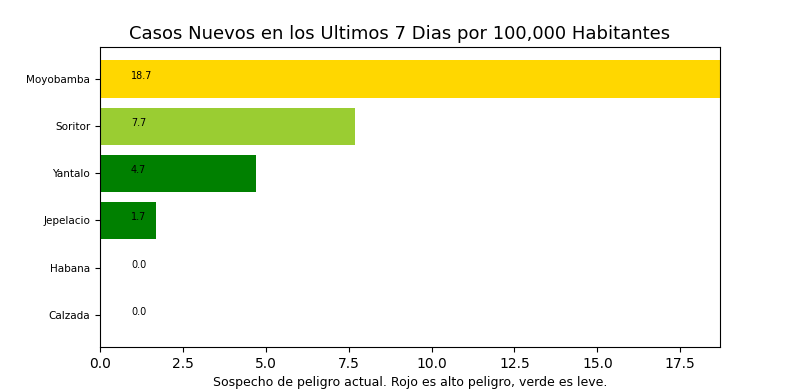 Casos Nuevos en los Ultimos 7 Dias por 100,000 Habitantes
Moyobamba 18.7
Soritor 7.7
Yantalo 4.7
Jepelacio 1.7
Habana 0.0
Calzada 0.0
0.0 2.5 5.0 7.5 10.0 12.5 15.0 17.5
Sospecho de peligro actual. Rojo es alto peligro, verde es leve.